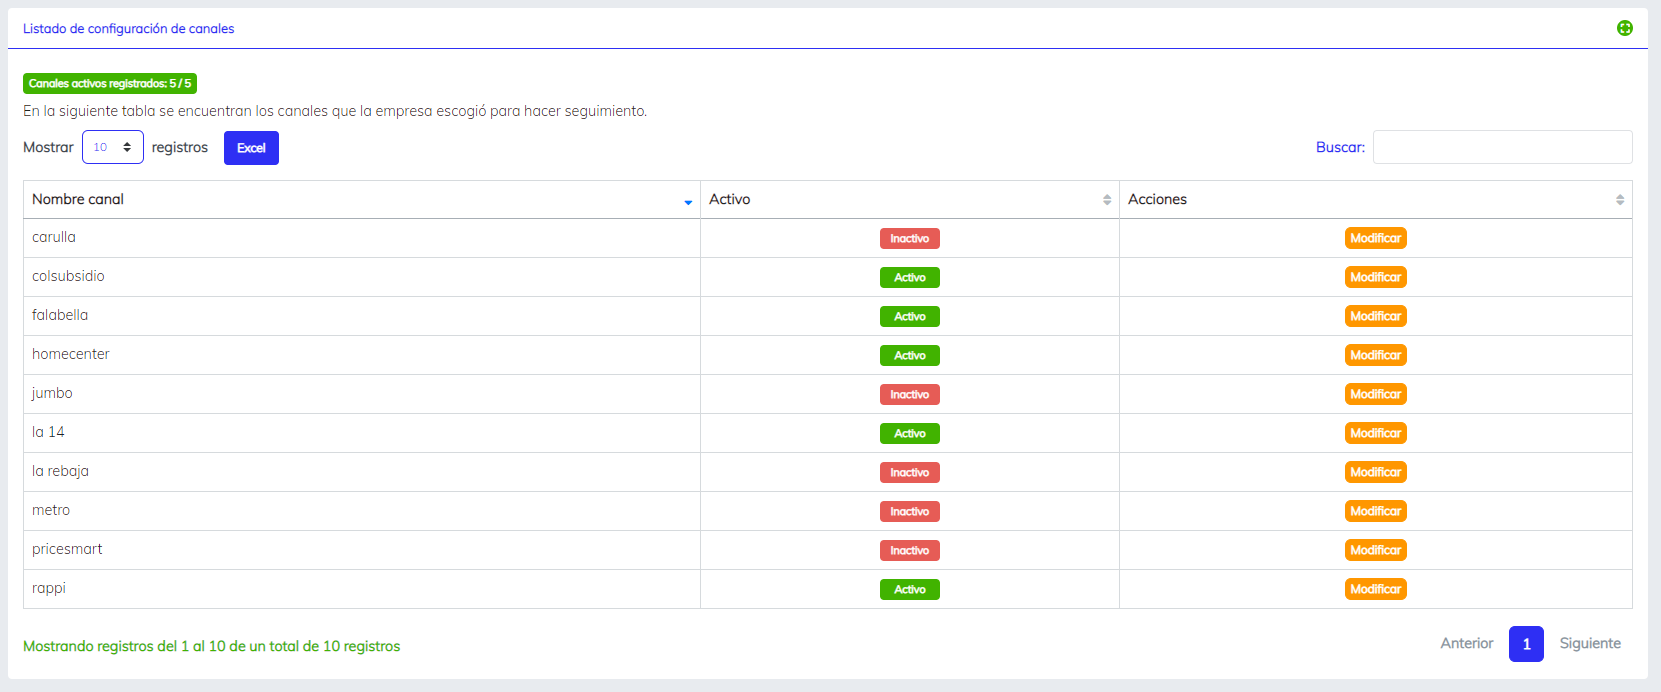 Listado de configuración de canales
Canales activos registrados: 5 / 5
En la siguiente tabla se encuentran los canales que la empresa escogió para hacer seguimiento.
Mostrar 10 registros Excel Buscar:
Nombre canal Activo Acciones
carulla Inactivo Modificar
colsubsidio Activo Modificar
falabella Activo Modificar
homecenter Activo Modificar
jumbo Inactivo Modificar
la 14 Activo Modificar
la rebaja Inactivo Modificar
metro Inactivo Modificar
pricesmart Inactivo Modificar
rappi Activo Modificar
Mostrando registros del 1 al 10 de un total de 10 registros Anterior 1 Siguiente